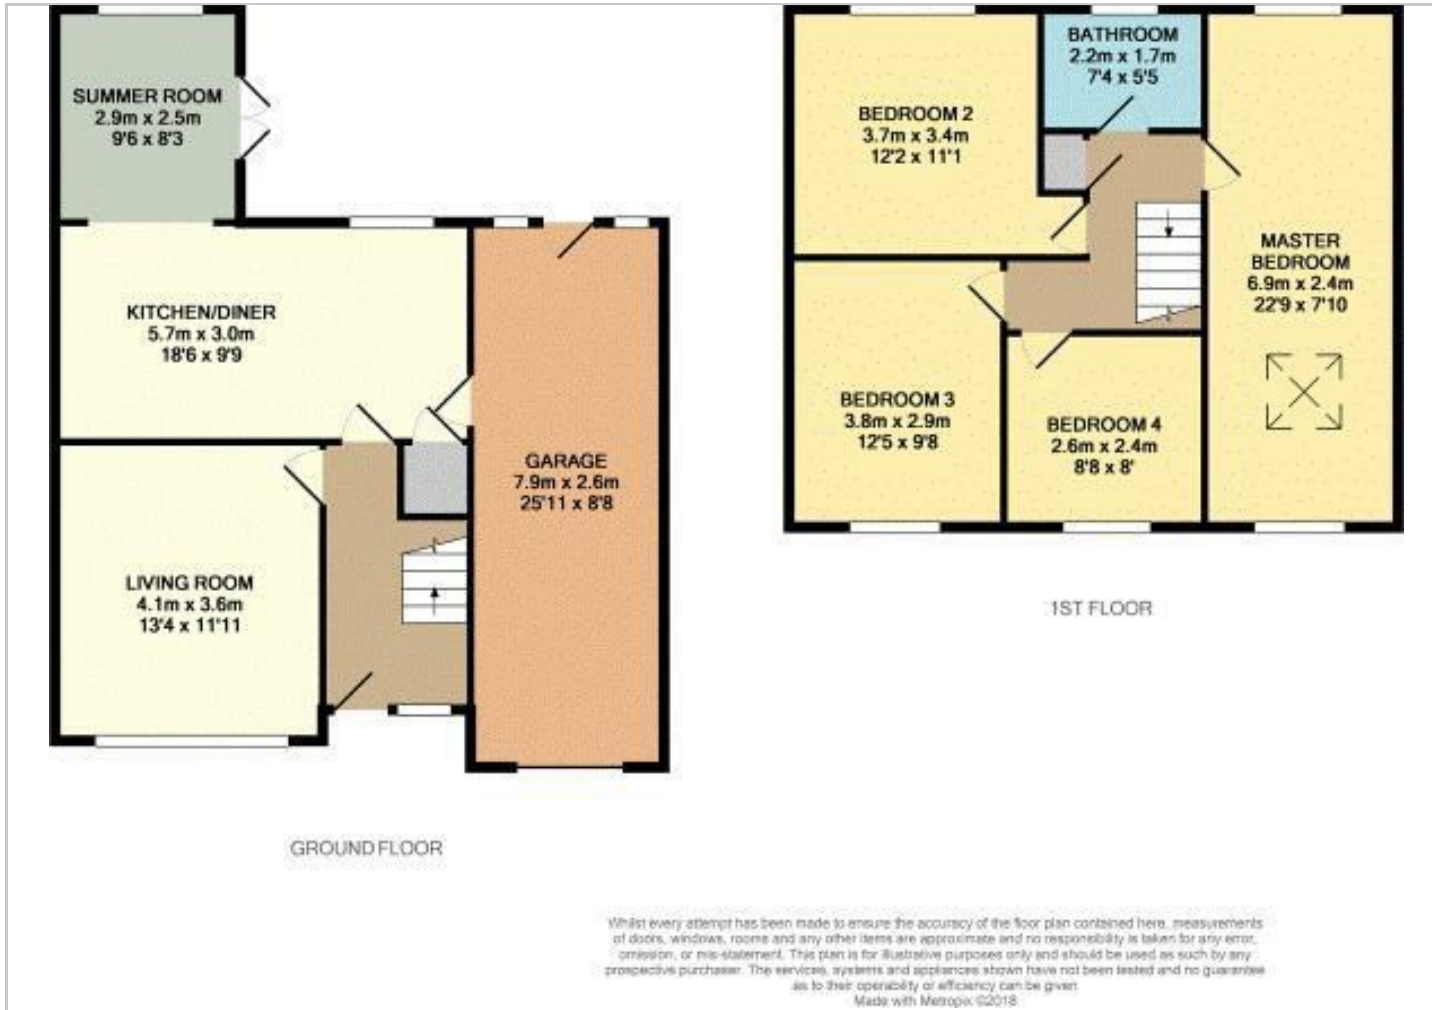 SUMMER ROOM
2.9m x 2.5m
9'6 x 8'3
KITCHEN/DINER
5.7m x 3.0m
18'6 x 9'9
GARAGE
7.9m x 2.6m
25'11 x 8'8
LIVING ROOM
4.1m x 3.6m
13'4 x 11'11
GROUND FLOOR
BATHROOM
2.2m x 1.7m
7'4 x 5'5
BEDROOM 2
3.7m x 3.4m
12'2 x 11'1
MASTER
BEDROOM
6.9m x 2.4m
22'9 x 7'10
BEDROOM 3
3.8m x 2.9m
12'5 x 9'8
BEDROOM 4
2.6m x 2.4m
8'8 x 8'
1ST FLOOR
Whilst every attempt has been made to ensure the accuracy of the floor plan contained here, measurements
of doors, windows, rooms and any other items are approximate and no responsibility is taken for any error,
omission, or mis-statement. This plan is for illustrative purposes only and should be used as such by any
prospective purchaser. The services, systems and appliances shown have not been tested and no guarantee
as to their operability or efficiency can be given
Made with Metropix ©2018